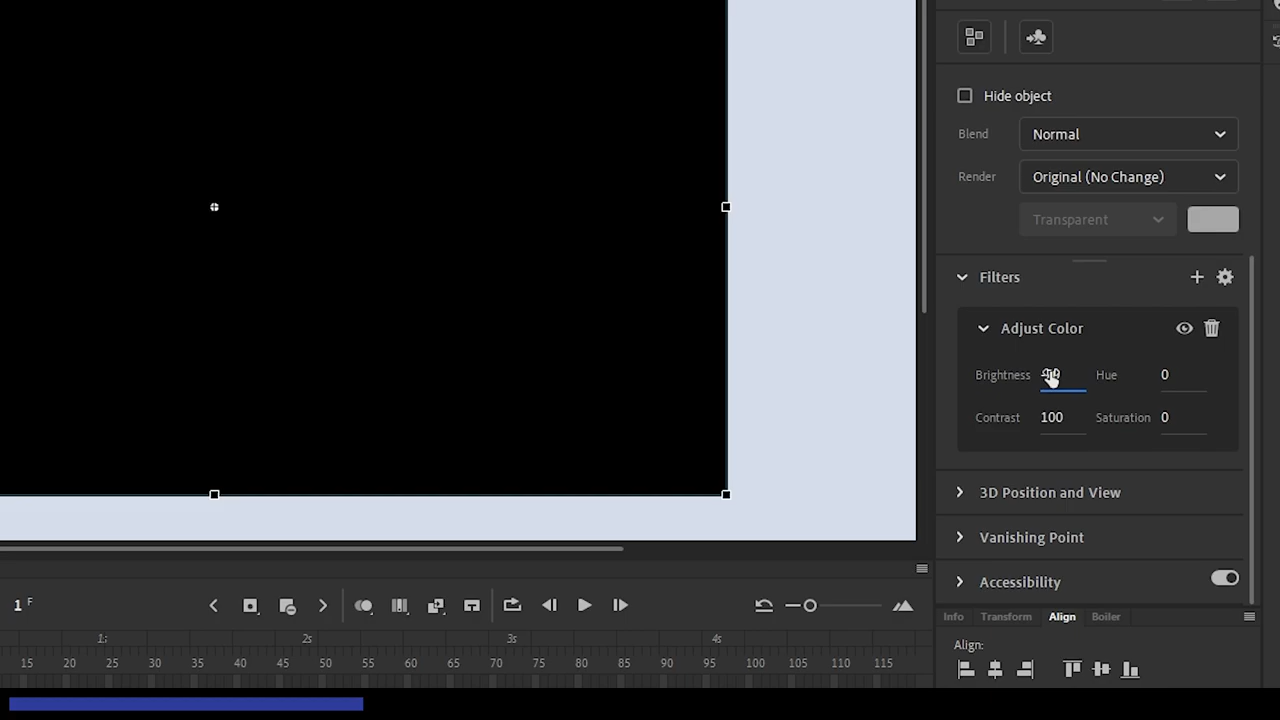 Hide object
Blend Normal
Render Original (No Change)
Transparent
Filters
Adjust Color
Brightness Hue 0
Contrast 100 Saturation 0
3D Position and View
Vanishing Point
Accessibility
1 F
Info Transform Align Boiler
1s 2s 3s 4s
Align:
15 20 25 30 35 40 45 50 55 60 65 70 75 80 85 90 95 100 105 110 115